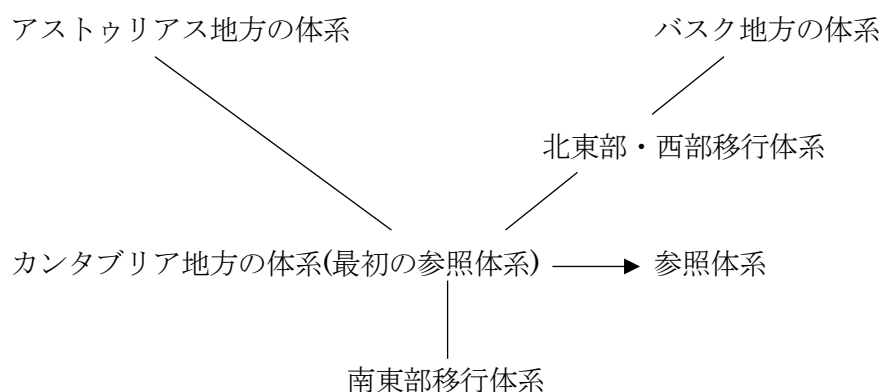 アストゥリアス地方の体系 バスク地方の体系
北東部・西部移行体系
カンタブリア地方の体系(最初の参照体系) 参照体系
南東部移行体系